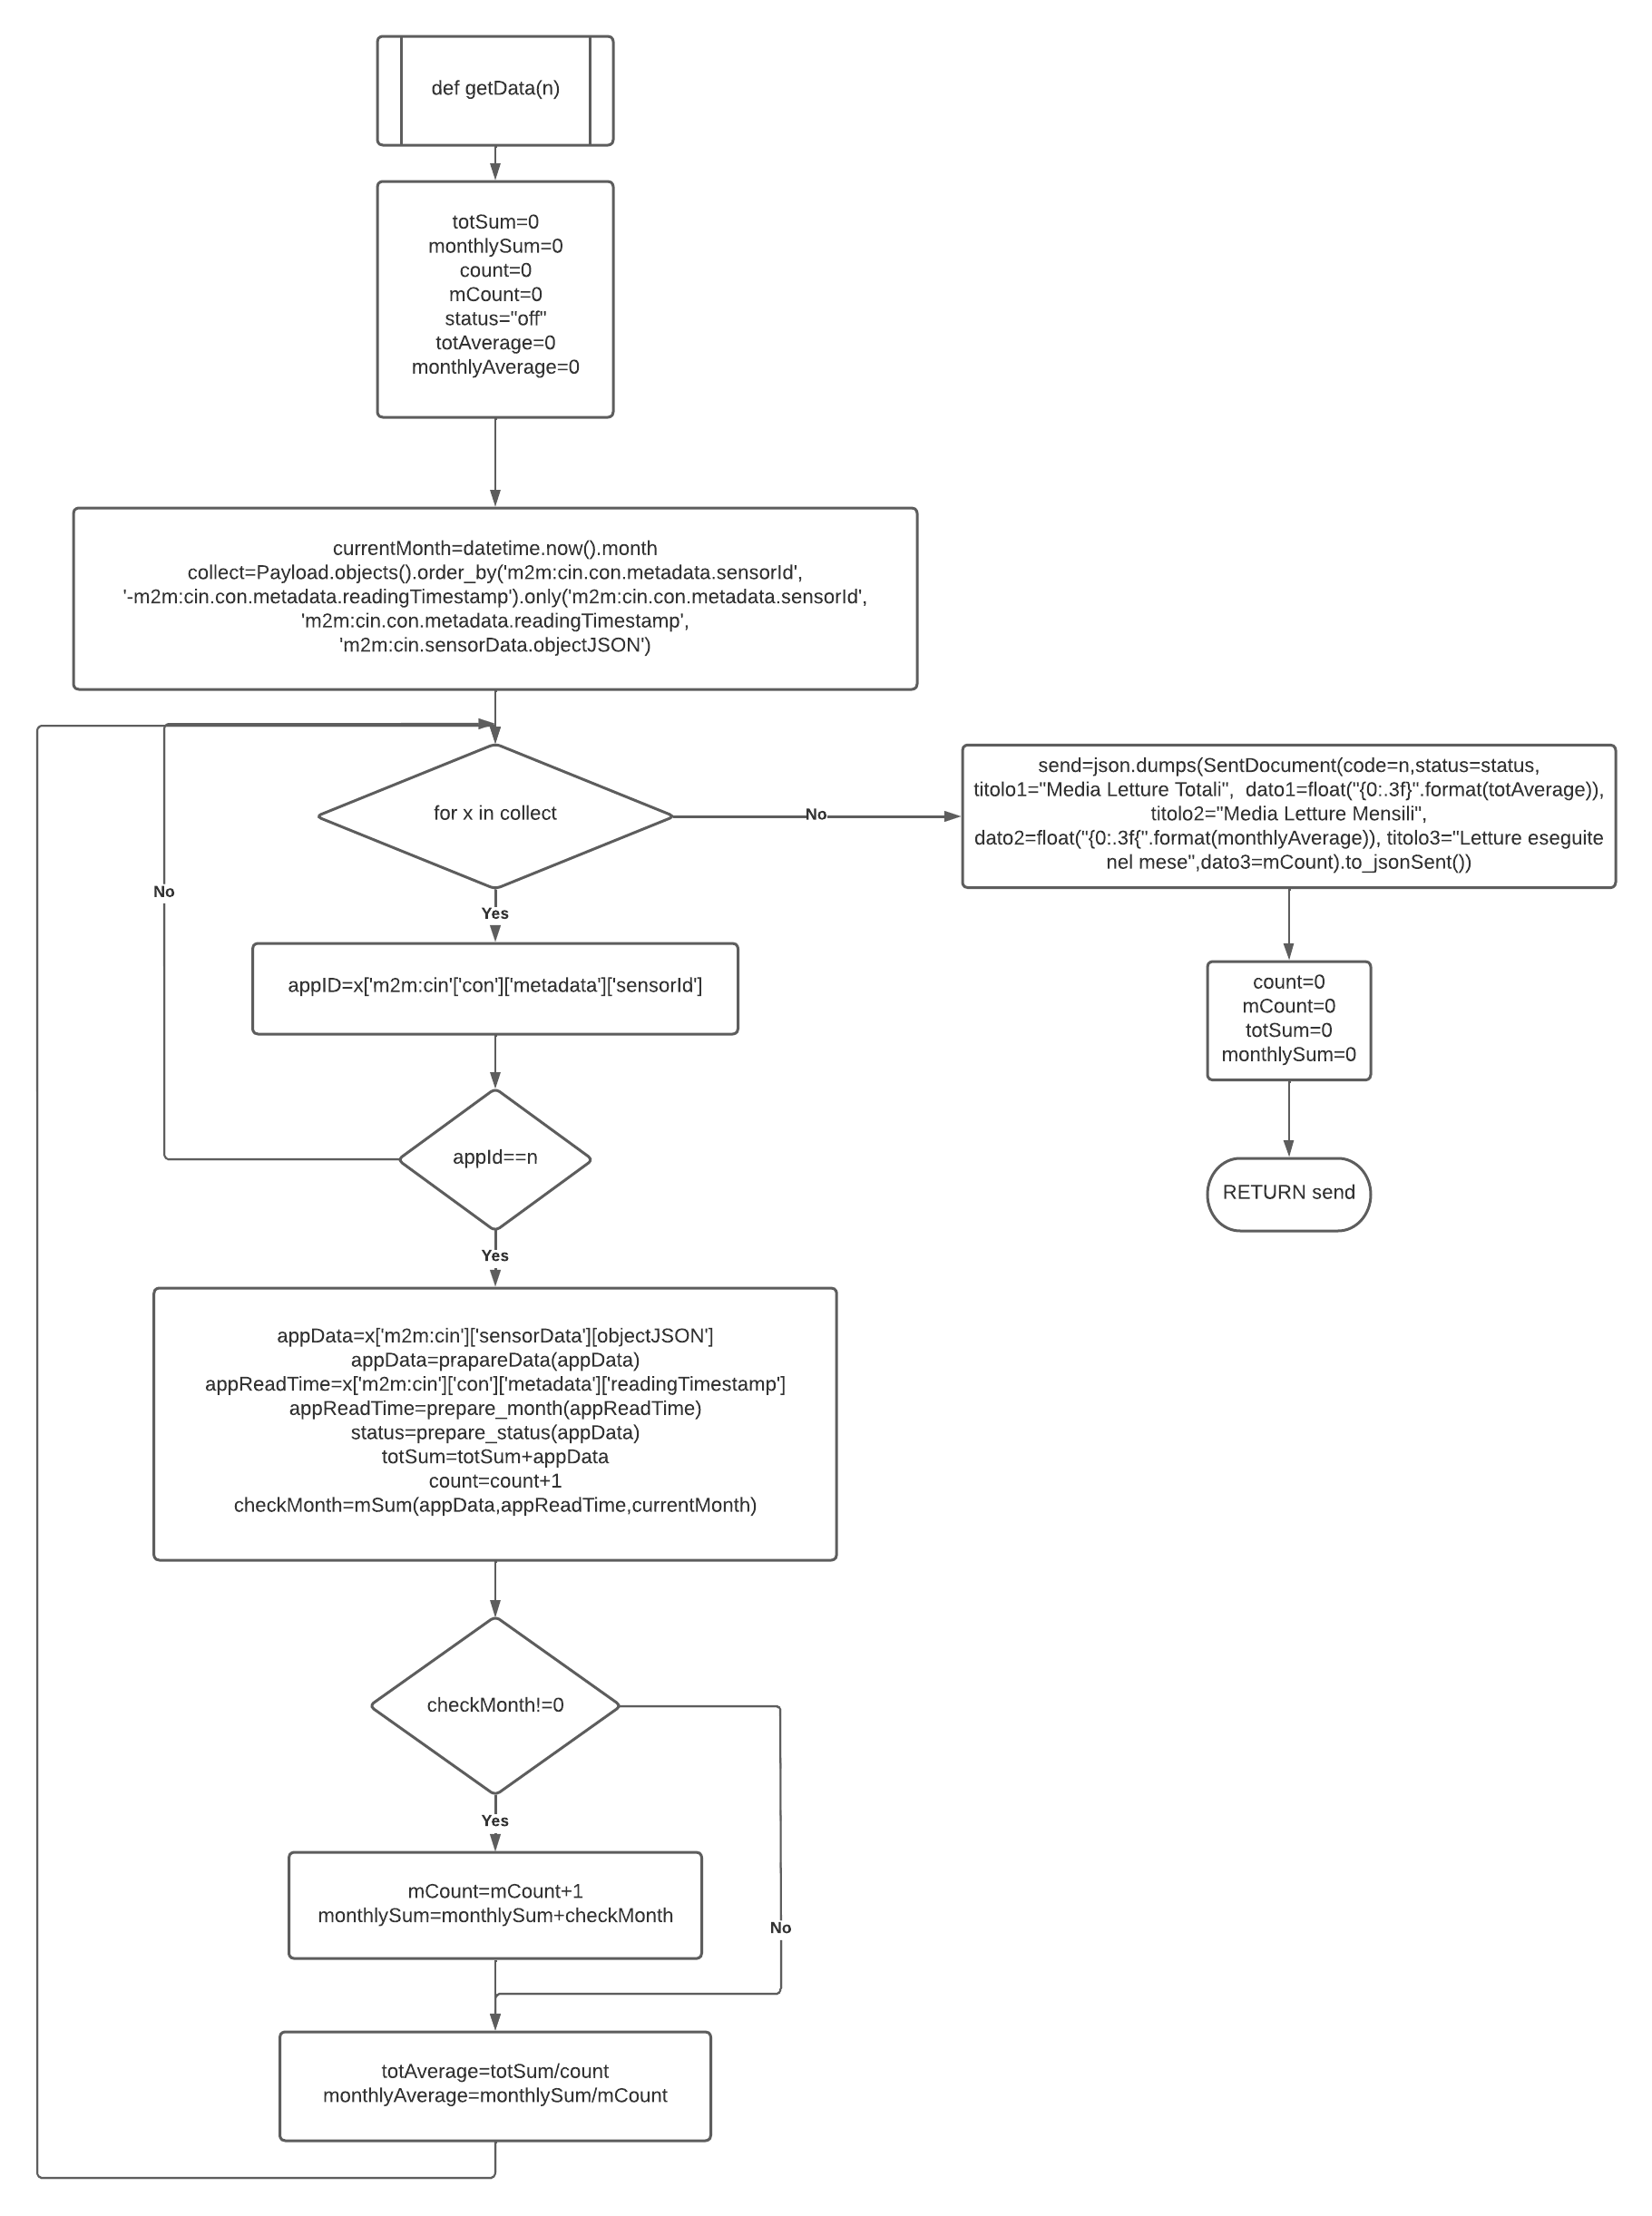 def getData(n)
totSum=0
monthlySum=0
count=0
mCount=0
status="off"
totAverage=0
monthlyAverage=0
currentMonth=datetime.now().month
collect=Payload.objects().order_by('m2m:cin.con.metadata.sensorId',
'-m2m:cin.con.metadata.readingTimestamp').only('m2m:cin.con.metadata.sensorId',
'm2m:cin.con.metadata.readingTimestamp',
'm2m:cin.sensorData.objectJSON')
for x in collect
No
send=json.dumps(SentDocument(code=n,status=status,
titolo1="Media Letture Totali",  dato1=float("{0:.3f}".format(totAverage)),
titolo2="Media Letture Mensili",
dato2=float("{0:.3f{".format(monthlyAverage)), titolo3="Letture eseguite
nel mese",dato3=mCount).to_jsonSent())
No
Yes
appID=x['m2m:cin'['con']['metadata']['sensorId']
count=0
mCount=0
totSum=0
monthlySum=0
appId==n
RETURN send
Yes
appData=x['m2m:cin']['sensorData'][objectJSON']
appData=prapareData(appData)
appReadTime=x['m2m:cin']['con']['metadata']['readingTimestamp']
appReadTime=prepare_month(appReadTime)
status=prepare_status(appData)
totSum=totSum+appData
count=count+1
checkMonth=mSum(appData,appReadTime,currentMonth)
checkMonth!=0
Yes
mCount=mCount+1
monthlySum=monthlySum+checkMonth
No
totAverage=totSum/count
monthlyAverage=monthlySum/mCount